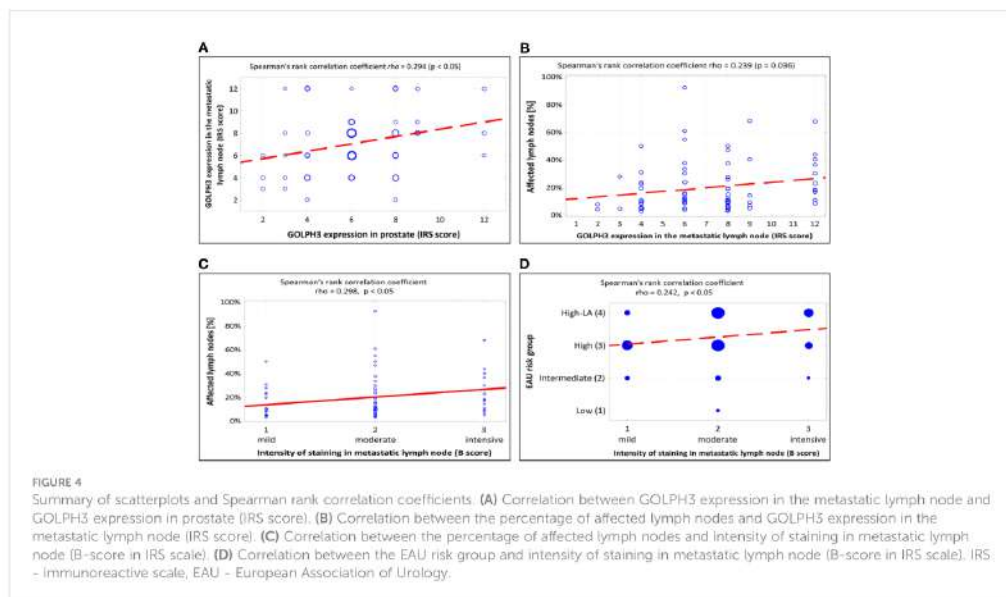 A
Spearman's rank correlation coefficient rho = 0.294 (p < 0.05)
GOLPH3 expression in the metastatic
lymph node (IRS score)
12
10
8
6
4
2
2
4
6
8
10
12
GOLPH3 expression in prostate (IRS score)
B
Spearman's rank correlation coefficient rho = 0.239 (p = 0.036)
Affected lymph nodes [%]
100%
80%
60%
40%
20%
0%
1 2 3 4 5 6 7 8 9 10 11 12
GOLPH3 expression in the metastatic lymph node (IRS score)
C
Spearman's rank correlation coefficient
rho = 0.298, p < 0.05
Affected lymph nodes [%]
100%
80%
60%
40%
20%
0%
1 2 3
mild moderate intensive
Intensity of staining in metastatic lymph node (B score)
D
Spearman's rank correlation coefficient
rho = 0.242, p < 0.05
EAU risk group
High-LA (4)
High (3)
Intermediate (2)
Low (1)
1 2 3
mild moderate intensive
Intensity of staining in metastatic lymph node (B score)
FIGURE 4
Summary of scatterplots and Spearman rank correlation coefficients. (A) Correlation between GOLPH3 expression in the metastatic lymph node and
GOLPH3 expression in prostate (IRS score). (B) Correlation between the percentage of affected lymph nodes and GOLPH3 expression in the
metastatic lymph node (IRS score). (C) Correlation between the percentage of affected lymph nodes and intensity of staining in metastatic lymph
node (B-score in IRS scale). (D) Correlation between the EAU risk group and intensity of staining in metastatic lymph node (B-score in IRS scale). IRS
– immunoreactive scale, EAU – European Association of Urology.